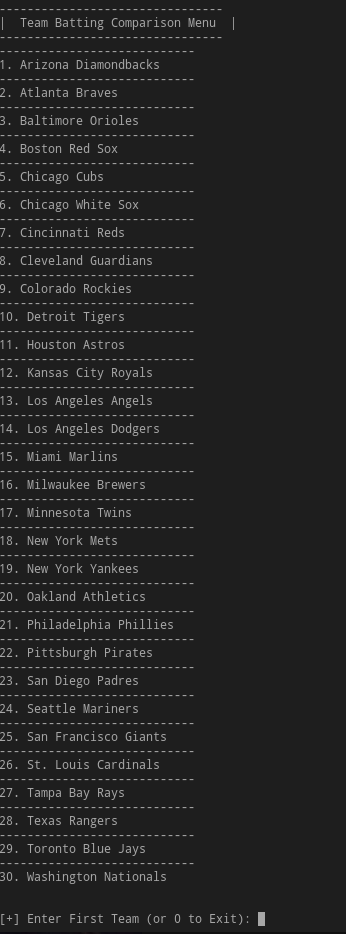 --------------------------------
|  Team Batting Comparison Menu  |
--------------------------------
----------------------------
1. Arizona Diamondbacks
----------------------------
2. Atlanta Braves
----------------------------
3. Baltimore Orioles
----------------------------
4. Boston Red Sox
----------------------------
5. Chicago Cubs
----------------------------
6. Chicago White Sox
----------------------------
7. Cincinnati Reds
----------------------------
8. Cleveland Guardians
----------------------------
9. Colorado Rockies
----------------------------
10. Detroit Tigers
----------------------------
11. Houston Astros
----------------------------
12. Kansas City Royals
----------------------------
13. Los Angeles Angels
----------------------------
14. Los Angeles Dodgers
----------------------------
15. Miami Marlins
----------------------------
16. Milwaukee Brewers
----------------------------
17. Minnesota Twins
----------------------------
18. New York Mets
----------------------------
19. New York Yankees
----------------------------
20. Oakland Athletics
----------------------------
21. Philadelphia Phillies
----------------------------
22. Pittsburgh Pirates
----------------------------
23. San Diego Padres
----------------------------
24. Seattle Mariners
----------------------------
25. San Francisco Giants
----------------------------
26. St. Louis Cardinals
----------------------------
27. Tampa Bay Rays
----------------------------
28. Texas Rangers
----------------------------
29. Toronto Blue Jays
----------------------------
30. Washington Nationals
[+] Enter First Team (or 0 to Exit):